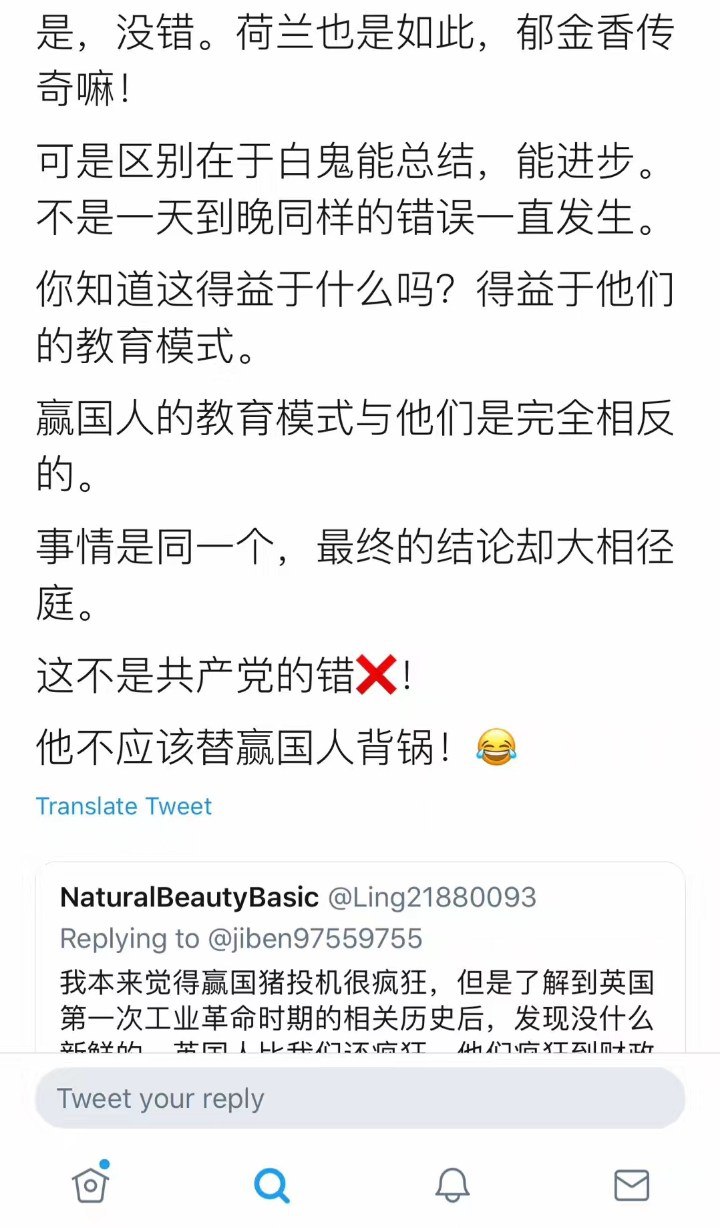 是，没错。荷兰也是如此，郁金香传
奇嘛！
可是区别在于白鬼能总结，能进步。
不是一天到晚同样的错误一直发生。
你知道这得益于什么吗？得益于他们
的教育模式。
赢国人的教育模式与他们是完全相反
的。
事情是同一个，最终的结论却大相径
庭。
这不是共产党的错❌！
他不应该替赢国人背锅！😂
Translate Tweet
NaturalBeautyBasic @Ling21880093
Replying to @jiben97559755
我本来觉得赢国猪投机很疯狂，但是了解到英国
第一次工业革命时期的相关历史后，发现没什么
新鲜的，英国人比我们还疯狂，他们疯狂到财政
Tweet your reply